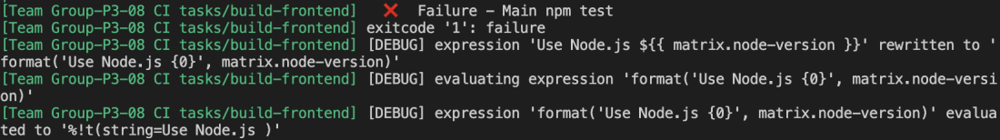 [Team Group-P3-08 CI tasks/build-frontend]   ❌  Failure - Main npm test
[Team Group-P3-08 CI tasks/build-frontend] exitcode '1': failure
[Team Group-P3-08 CI tasks/build-frontend] [DEBUG] expression 'Use Node.js ${{ matrix.node-version }}' rewritten to '
format('Use Node.js {0}', matrix.node-version)'
[Team Group-P3-08 CI tasks/build-frontend] [DEBUG] evaluating expression 'format('Use Node.js {0}', matrix.node-versi
on)'
[Team Group-P3-08 CI tasks/build-frontend] [DEBUG] expression 'format('Use Node.js {0}', matrix.node-version)' evalua
ted to '%!t(string=Use Node.js )'